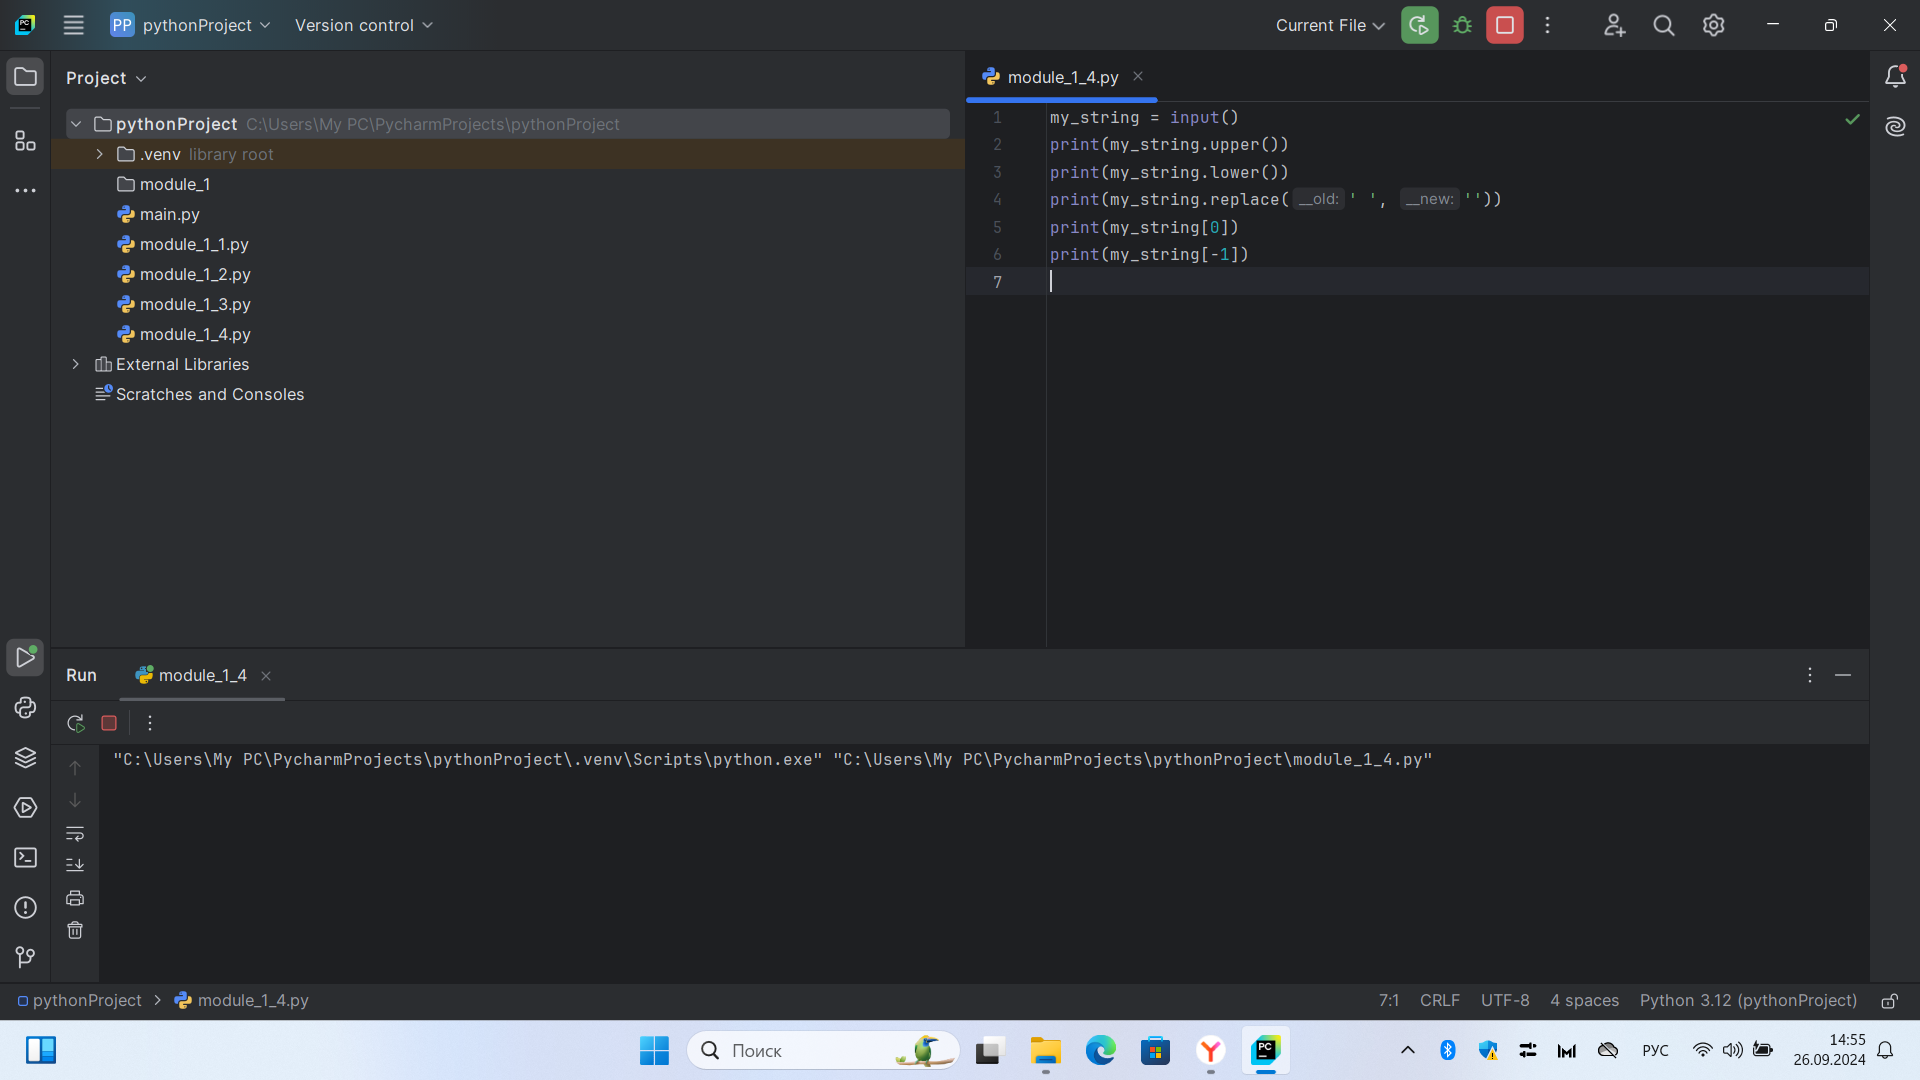 PP pythonProject Version control Current File
Project
pythonProject C:\Users\My PC\PycharmProjects\pythonProject
.venv library root
module_1
main.py
module_1_1.py
module_1_2.py
module_1_3.py
module_1_4.py
External Libraries
Scratches and Consoles
module_1_4.py
1 my_string = input()
2 print(my_string.upper())
3 print(my_string.lower())
4 print(my_string.replace( __old: ' ', __new: ''))
5 print(my_string[0])
6 print(my_string[-1])
7
Run module_1_4
"C:\Users\My PC\PycharmProjects\pythonProject\.venv\Scripts\python.exe" "C:\Users\My PC\PycharmProjects\pythonProject\module_1_4.py"
pythonProject module_1_4.py 7:1 CRLF UTF-8 4 spaces Python 3.12 (pythonProject)
Поиск РУС 14:55
26.09.2024